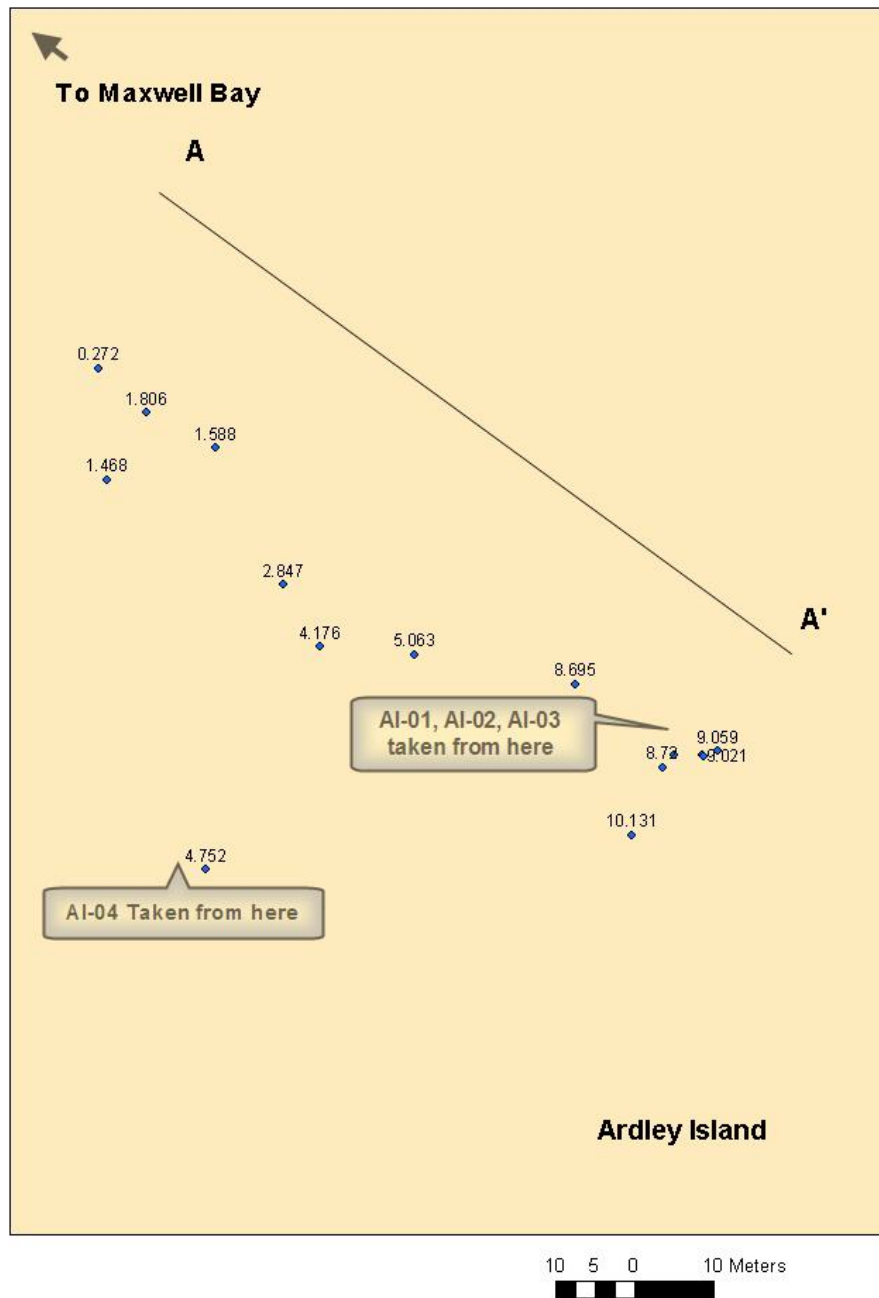 To Maxwell Bay
A
0.272
1.806
1.588
1.468
2.847
4.176
5.063
A'
8.695
AI-01, AI-02, AI-03
taken from here
9.059
8.72
9.021
10.131
4.752
AI-04 Taken from here
Ardley Island
10 5 0 10 Meters